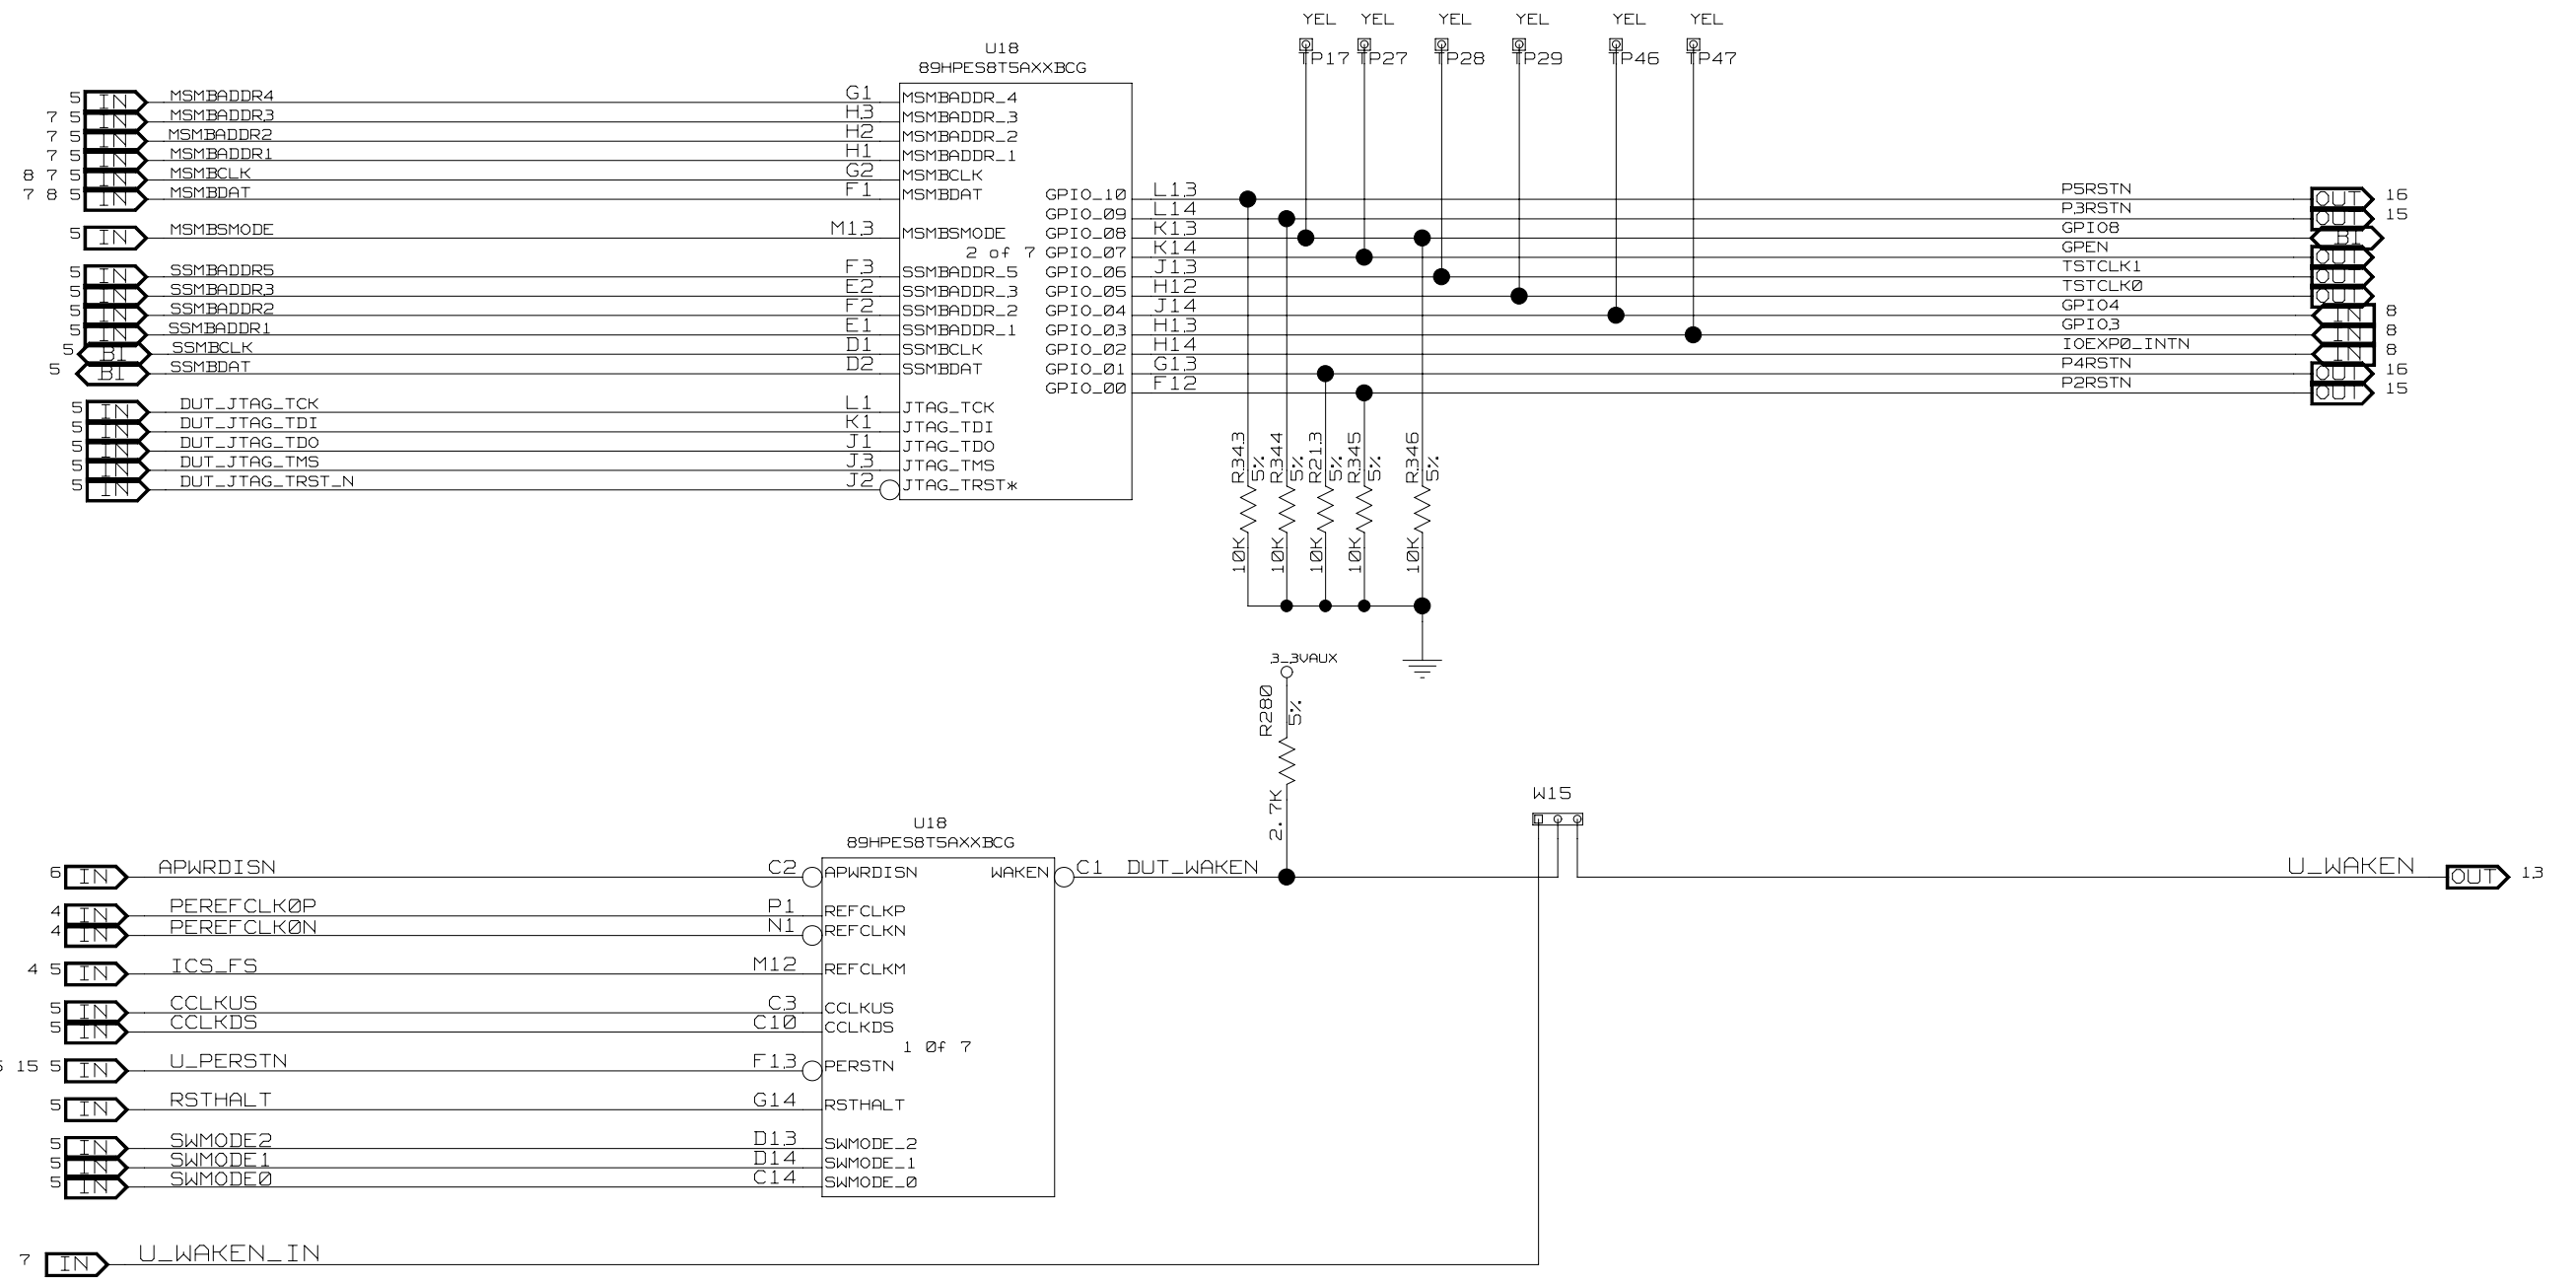 YEL YEL YEL YEL YEL YEL
TP17 TP27 TP28 TP29 TP46 TP47
U18
89HPES8T5AXXBCG
5 IN MSMBADDR4 G1 MSMBADDR_4
7 5 IN MSMBADDR3 H3 MSMBADDR_3
7 5 IN MSMBADDR2 H2 MSMBADDR_2
7 5 IN MSMBADDR1 H1 MSMBADDR_1
8 7 5 IN MSMBCLK G2 MSMBCLK
7 8 5 IN MSMBDAT F1 MSMBDAT GPIO_10 L13 P5RSTN OUT 16
GPIO_09 L14 P3RSTN OUT 15
5 IN MSMBSMODE M13 MSMBSMODE GPIO_08 K13 GPIO8 BI
2 of 7 GPIO_07 K14 GPEN OUT
5 IN SSMBADDR5 F3 SSMBADDR_5 GPIO_06 J13 TSTCLK1 OUT
5 IN SSMBADDR3 E2 SSMBADDR_3 GPIO_05 H12 TSTCLK0 OUT
5 IN SSMBADDR2 F2 SSMBADDR_2 GPIO_04 J14 GPIO4 IN 8
5 IN SSMBADDR1 E1 SSMBADDR_1 GPIO_03 H13 GPIO3 IN 8
5 BI SSMBCLK D1 SSMBCLK GPIO_02 H14 IOEXP0_INTN IN 8
5 BI SSMBDAT D2 SSMBDAT GPIO_01 G13 P4RSTN OUT 16
GPIO_00 F12 P2RSTN OUT 15
5 IN DUT_JTAG_TCK L1 JTAG_TCK
5 IN DUT_JTAG_TDI K1 JTAG_TDI
5 IN DUT_JTAG_TDO J1 JTAG_TDO
5 IN DUT_JTAG_TMS J3 JTAG_TMS
5 IN DUT_JTAG_TRST_N J2 JTAG_TRST*
R343 5% R344 5% R213 5% R345 5% R346 5%
10K 10K 10K 10K 10K
3_3VAUX
R280 5%
2.7K
W15
U18
89HPES8T5AXXBCG
6 IN APWRDISN C2 APWRDISN WAKEN C1 DUT_WAKEN U_WAKEN OUT 13
4 IN PEREFCLK0P P1 REFCLKP
4 IN PEREFCLK0N N1 REFCLKN
4 5 IN ICS_FS M12 REFCLKM
5 IN CCLKUS C3 CCLKUS
5 IN CCLKDS C10 CCLKDS
1 0f 7
15 5 IN U_PERSTN F13 PERSTN
5 IN RSTHALT G14 RSTHALT
5 IN SWMODE2 D13 SWMODE_2
5 IN SWMODE1 D14 SWMODE_1
5 IN SWMODE0 C14 SWMODE_0
7 IN U_WAKEN_IN